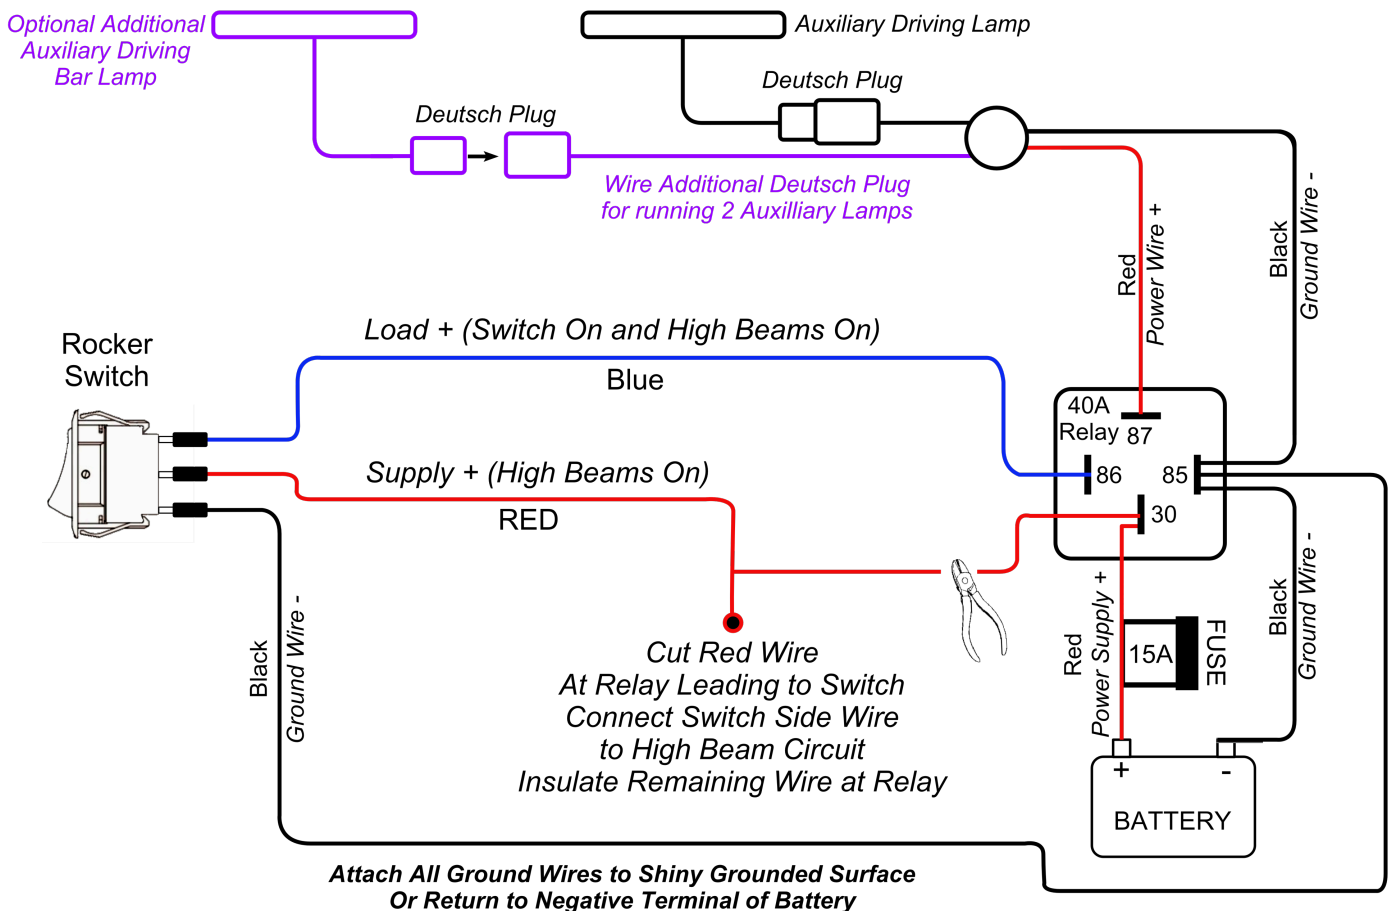 Optional Additional
Auxiliary Driving
Bar Lamp
Auxiliary Driving Lamp
Deutsch Plug
Deutsch Plug
Wire Additional Deutsch Plug
for running 2 Auxilliary Lamps
Red
Power Wire +
Black
Ground Wire -
Rocker
Switch
Load + (Switch On and High Beams On)
Blue
Supply + (High Beams On)
RED
40A
Relay
87
86
85
30
Black
Ground Wire -
Cut Red Wire
At Relay Leading to Switch
Connect Switch Side Wire
to High Beam Circuit
Insulate Remaining Wire at Relay
Red
Power Supply +
15A
FUSE
Black
Ground Wire -
+
-
BATTERY
Attach All Ground Wires to Shiny Grounded Surface
Or Return to Negative Terminal of Battery